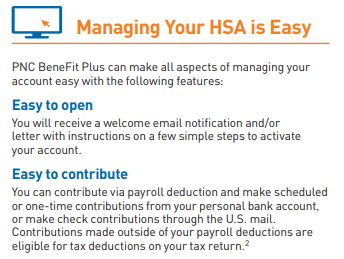 Managing Your HSA is Easy
PNC BeneFit Plus can make all aspects of managing your
account easy with the following features:
Easy to open
You will receive a welcome email notification and/or
letter with instructions on a few simple steps to activate
your account.
Easy to contribute
You can contribute via payroll deduction and make scheduled
or one-time contributions from your personal bank account,
or make check contributions through the U.S. mail.
Contributions made outside of your payroll deductions are
eligible for tax deductions on your tax return.2